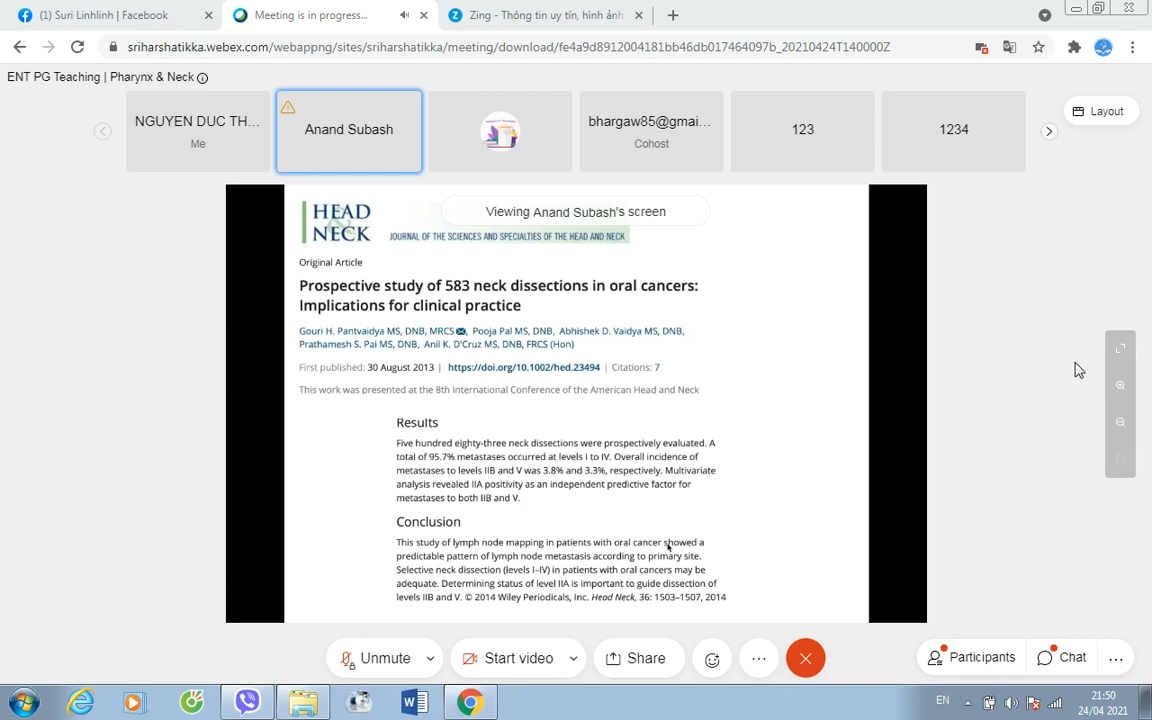 (1) Suri Linhlinh | Facebook
Meeting is in progress...
Zing - Thông tin uy tín, hình ảnh
sriharshatikka.webex.com/webappng/sites/sriharshatikka/meeting/download/fe4a9d8912004181bb46db017464097b_20210424T140000Z
ENT PG Teaching | Pharynx & Neck
NGUYEN DUC TH...
Me
Anand Subash
bhargaw85@gmai...
Cohost
123
1234
Layout
Viewing Anand Subash's screen
HEAD & NECK
JOURNAL OF THE SCIENCES AND SPECIALTIES OF THE HEAD AND NECK
Original Article
Prospective study of 583 neck dissections in oral cancers:
Implications for clinical practice
Gouri H. Pantvaidya MS, DNB, MRCS, Pooja Pal MS, DNB, Abhishek D. Vaidya MS, DNB,
Prathamesh S. Pai MS, DNB, Anil K. D'Cruz MS, DNB, FRCS (Hon)
First published: 30 August 2013 | https://doi.org/10.1002/hed.23494 | Citations: 7
This work was presented at the 8th International Conference of the American Head and Neck
Results
Five hundred eighty-three neck dissections were prospectively evaluated. A
total of 95.7% metastases occurred at levels I to IV. Overall incidence of
metastases to levels IIB and V was 3.8% and 3.3%, respectively. Multivariate
analysis revealed IIA positivity as an independent predictive factor for
metastases to both IIB and V.
Conclusion
This study of lymph node mapping in patients with oral cancer showed a
predictable pattern of lymph node metastasis according to primary site.
Selective neck dissection (levels I–IV) in patients with oral cancers may be
adequate. Determining status of level IIA is important to guide dissection of
levels IIB and V. © 2014 Wiley Periodicals, Inc. Head Neck, 36: 1503–1507, 2014
Unmute
Start video
Share
Participants
Chat
EN
21:50
24/04 2021